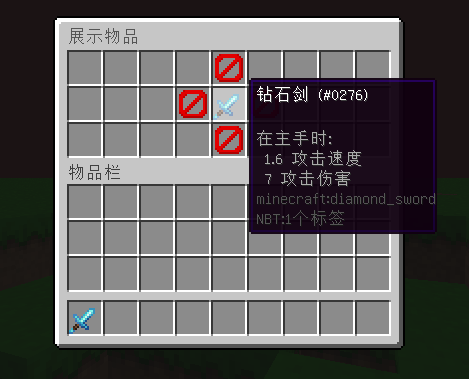 展示物品
钻石剑 (#0276)
在主手时:
1.6 攻击速度
7 攻击伤害
minecraft:diamond_sword
NBT:1个标签
物品栏